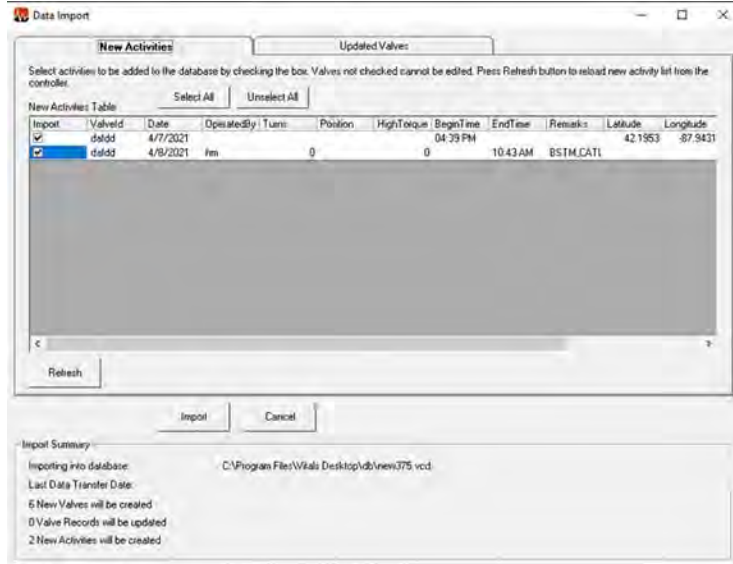 Data Import
New Activities Updated Valves
Select activities to be added to the database by checking the box. Valves not checked cannot be edited. Press Refresh button to reload new activity list from the
controller.
Select All Unselect All
New Activities Table
Import ValveId Date OperatedBy Turns Position HighTorque BeginTime EndTime Remarks Latitude Longitude
dsldd 4/7/2021 04:39 PM 42.1953 -87.9431
dsldd 4/8/2021 0 0 10:43 AM BSTM,CATL
Refresh
Import Cancel
Import Summary
Importing into database: C:\Program Files\Vitals Desktop\db\new375.vcd
Last Data Transfer Date:
6 New Valves will be created
0 Valve Records will be updated
2 New Activities will be created